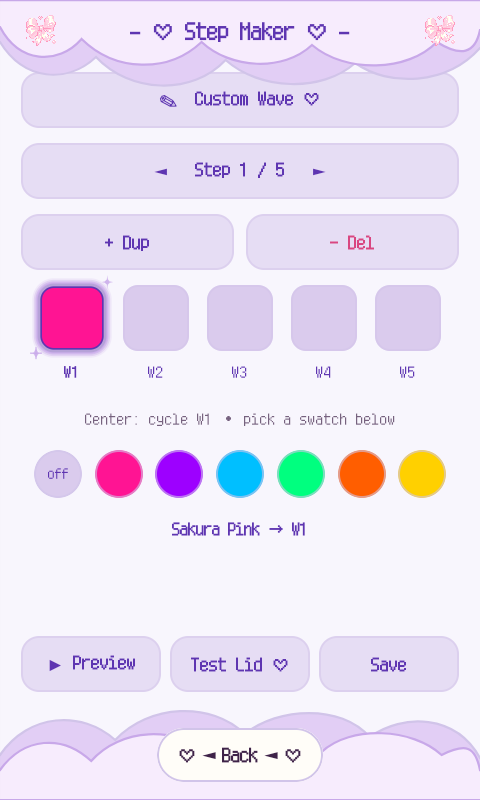 - ♡ Step Maker ♡ -
✎ Custom Wave ♡
◄ Step 1 / 5 ►
+ Dup
- Del
W1 W2 W3 W4 W5
Center: cycle W1 • pick a swatch below
off
Sakura Pink → W1
► Preview
Test Lid ♡
Save
♡ ◄ Back ◄ ♡